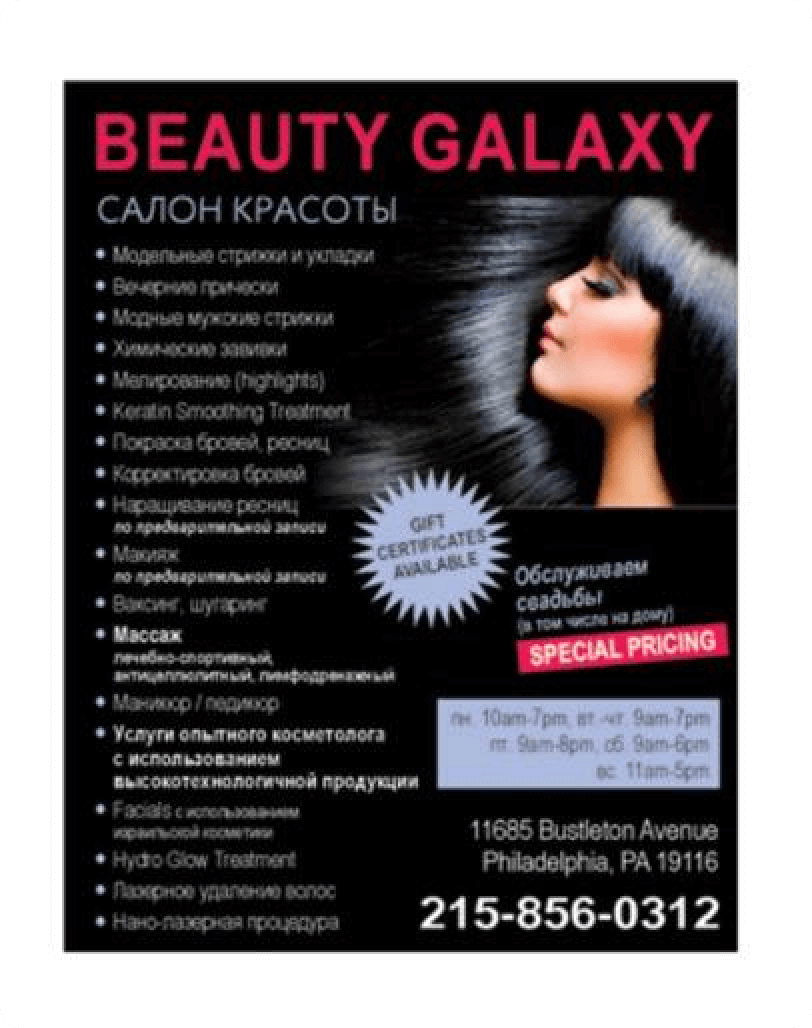 BEAUTY GALAXY
САЛОН КРАСОТЫ
• Модельные стрижки и укладки
• Вечерние прически
• Модные мужские стрижки
• Химические завивки
• Мелирование (highlights)
• Keratin Smoothing Treatment
• Покраска бровей, ресниц
• Корректировка бровей
• Наращивание ресниц
по предварительной записи
• Макияж
по предварительной записи
• Ваксинг, шугаринг
• Массаж
лечебно-спортивный,
антицеллюлитный, лимфодренажный
• Маникюр / педикюр
• Услуги опытного косметолога
с использованием
высокотехнологичной продукции
• Facials с использованием
израильской косметики
• Hydro Glow Treatment
• Лазерное удаление волос
• Нано-лазерная процедура
GIFT
CERTIFICATES
AVAILABLE
Обслуживаем
свадьбы
(в том числе на дому)
SPECIAL PRICING
пн. 10am-7pm, вт.-чт. 9am-7pm
пт. 9am-8pm, сб. 9am-6pm
вс. 11am-5pm
11685 Bustleton Avenue
Philadelphia, PA 19116
215-856-0312